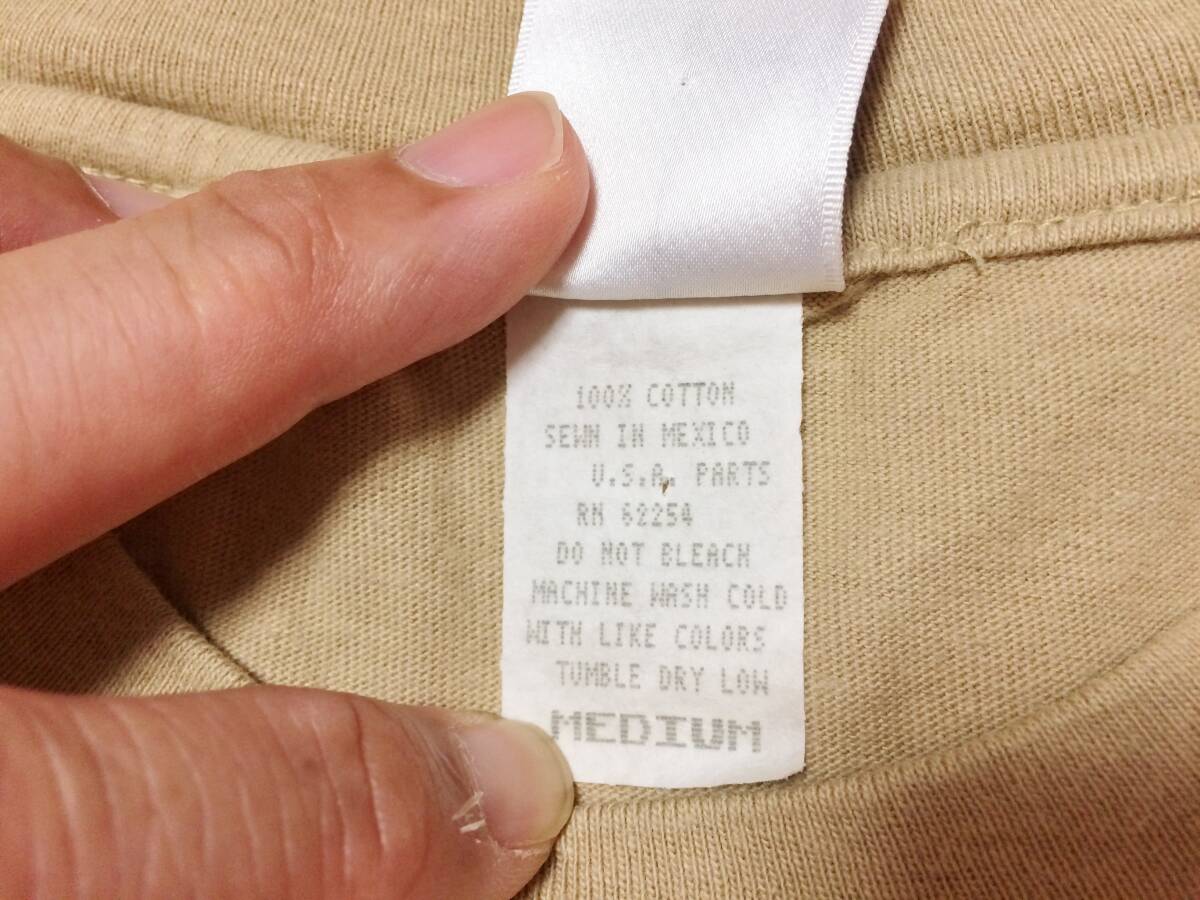 100% COTTON
SEWN IN MEXICO
U.S.A. PARTS
RN 62254
DO NOT BLEACH
MACHINE WASH COLD
WITH LIKE COLORS
TUMBLE DRY LOW
MEDIUM